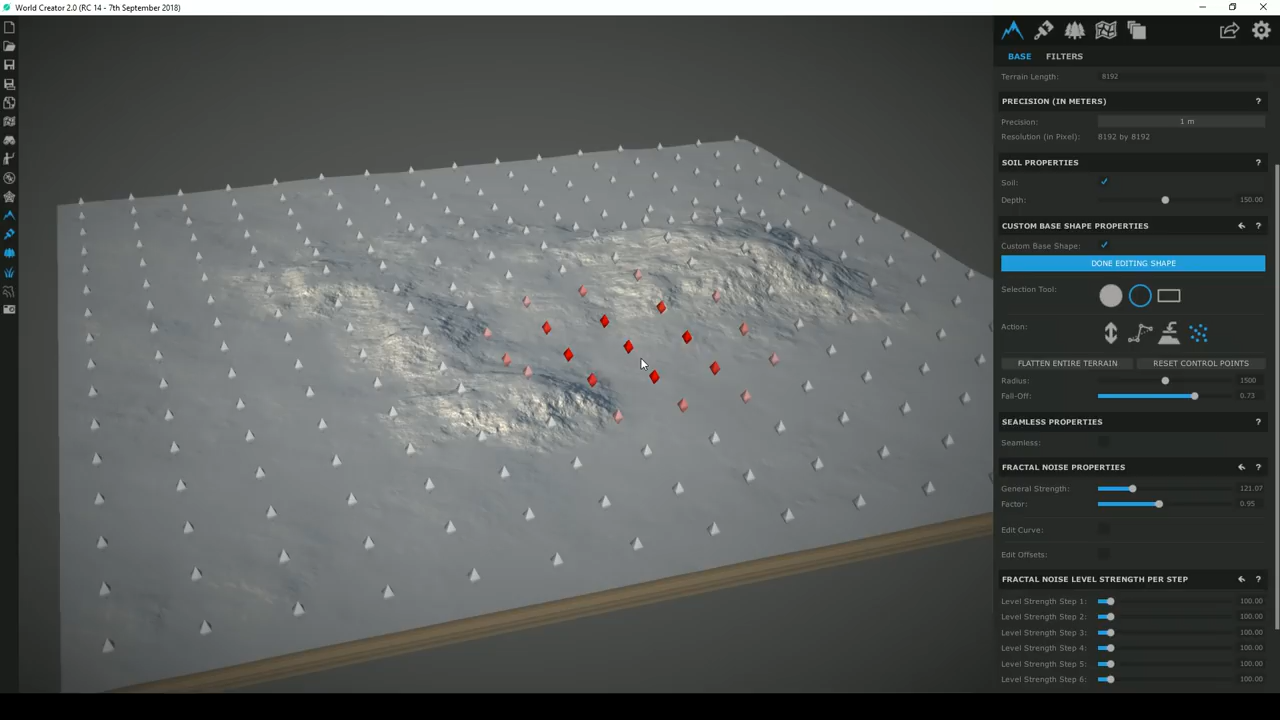 World Creator 2.0 (RC 14 - 7th September 2018)
BASE FILTERS
Terrain Length: 8192
PRECISION (IN METERS) ?
Precision: 1 m
Resolution (in Pixel): 8192 by 8192
SOIL PROPERTIES ?
Soil:
Depth: 150.00
CUSTOM BASE SHAPE PROPERTIES ?
Custom Base Shape:
DONE EDITING SHAPE
Selection Tool:
Action:
FLATTEN ENTIRE TERRAIN RESET CONTROL POINTS
Radius: 1500
Fall-Off: 0.73
SEAMLESS PROPERTIES ?
Seamless:
FRACTAL NOISE PROPERTIES ?
General Strength: 121.07
Factor: 0.95
Edit Curve:
Edit Offsets:
FRACTAL NOISE LEVEL STRENGTH PER STEP ?
Level Strength Step 1: 100.00
Level Strength Step 2: 100.00
Level Strength Step 3: 100.00
Level Strength Step 4: 100.00
Level Strength Step 5: 100.00
Level Strength Step 6: 100.00